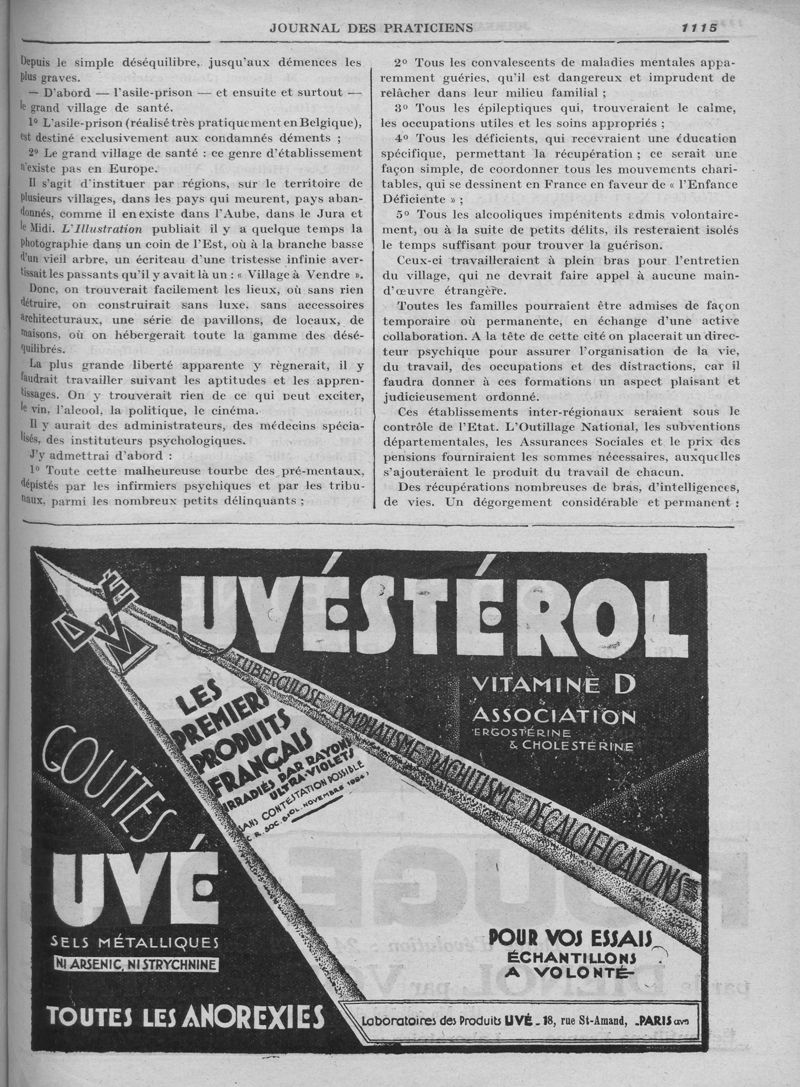 JOURNAL DES PRATICIENS 1115
Depuis le simple déséquilibre, jusqu'aux démences les
plus graves.
— D'abord — l'asile-prison — et ensuite et surtout —
le grand village de santé.
1º L'asile-prison (réalisé très pratiquement en Belgique),
est destiné exclusivement aux condamnés déments ;
2º Le grand village de santé : ce genre d'établissement
n'existe pas en Europe.
Il s'agit d'instituer par régions, sur le territoire de
plusieurs villages, dans les pays qui meurent, pays aban-
donnés, comme il en existe dans l'Aube, dans le Jura et
le Midi. L'Illustration publiait il y a quelque temps la
photographie dans un coin de l'Est, où à la branche basse
d'un vieil arbre, un écriteau d'une tristesse infinie aver-
tissait les passants qu'il y avait là un : « Village à Vendre ».
Donc, on trouverait facilement les lieux, où sans rien
détruire, on construirait sans luxe, sans accessoires
architecturaux, une série de pavillons, de locaux, de
maisons, où on hébergerait toute la gamme des désé-
quilibrés.
La plus grande liberté apparente y règnerait, il y
faudrait travailler suivant les aptitudes et les appren-
tissages. On y trouverait rien de ce qui peut exciter,
le vin, l'alcool, la politique, le cinéma.
Il y aurait des administrateurs, des médecins spécia-
lisés, des instituteurs psychologiques.
J'y admettrai d'abord :
1º Toute cette malheureuse tourbe des pré-mentaux,
dépistés par les infirmiers psychiques et par les tribu-
naux, parmi les nombreux petits délinquants ;
2º Tous les convalescents de maladies mentales appa-
remment guéries, qu'il est dangereux et imprudent de
relâcher dans leur milieu familial ;
3º Tous les épileptiques qui, trouveraient le calme,
les occupations utiles et les soins appropriés ;
4º Tous les déficients, qui recevraient une éducation
spécifique, permettant la récupération ; ce serait une
façon simple, de coordonner tous les mouvements chari-
tables, qui se dessinent en France en faveur de « l'Enfance
Déficiente » ;
5º Tous les alcooliques impénitents admis volontaire-
ment, ou à la suite de petits délits, ils resteraient isolés
le temps suffisant pour trouver la guérison.
Ceux-ci travailleraient à plein bras pour l'entretien
du village, qui ne devrait faire appel à aucune main-
d'œuvre étrangère.
Toutes les familles pourraient être admises de façon
temporaire où permanente, en échange d'une active
collaboration. A la tête de cette cité on placerait un direc-
teur psychique pour assurer l'organisation de la vie,
du travail, des occupations et des distractions, car il
faudra donner à ces formations un aspect plaisant et
judicieusement ordonné.
Ces établissements inter-régionaux seraient sous le
contrôle de l'Etat. L'Outillage National, les subventions
départementales, les Assurances Sociales et le prix des
pensions fourniraient les sommes nécessaires, auxquelles
s'ajouteraient le produit du travail de chacun.
Des récupérations nombreuses de bras, d'intelligences,
de vies. Un dégorgement considérable et permanent :
UVÉ
UVÉSTÉROL
VITAMINE D
&
ASSOCIATION
ERGOSTÉRINE
& CHOLESTÉRINE
TUBERCULOSE_LYMPHATISME_RACHITISME_DÉCALCIFICATIONS
LES
PREMIERS
PRODUITS
FRANÇAIS
IRRADIÉS PAR RAYONS
ULTRA-VIOLETS
SANS CONTESTATION POSSIBLE
C. R. SOC. BIOL. NOVEMBRE 1924)
GOUTTES
UVÉ
SELS MÉTALLIQUES
NI ARSENIC, NI STRYCHNINE
TOUTES LES ANOREXIES
POUR VOS ESSAIS
ÉCHANTILLONS
A VOLONTÉ-
Laboratoires des Produits UVÉ _ 18, rue St-Amand, _PARIS (XV)